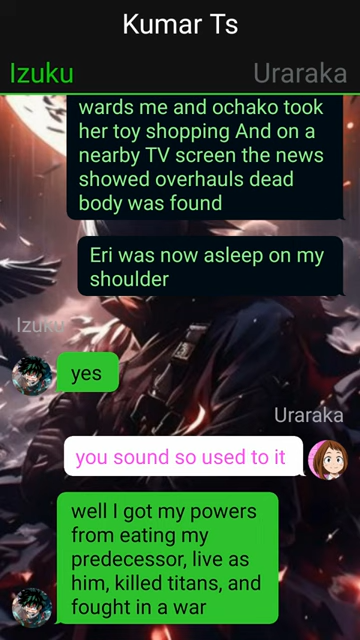 Kumar Ts
Izuku
Uraraka
wards me and ochako took
her toy shopping And on a
nearby TV screen the news
showed overhauls dead
body was found
Eri was now asleep on my
shoulder
Izuku
yes
Uraraka
you sound so used to it
well I got my powers
from eating my
predecessor, live as
him, killed titans, and
fought in a war